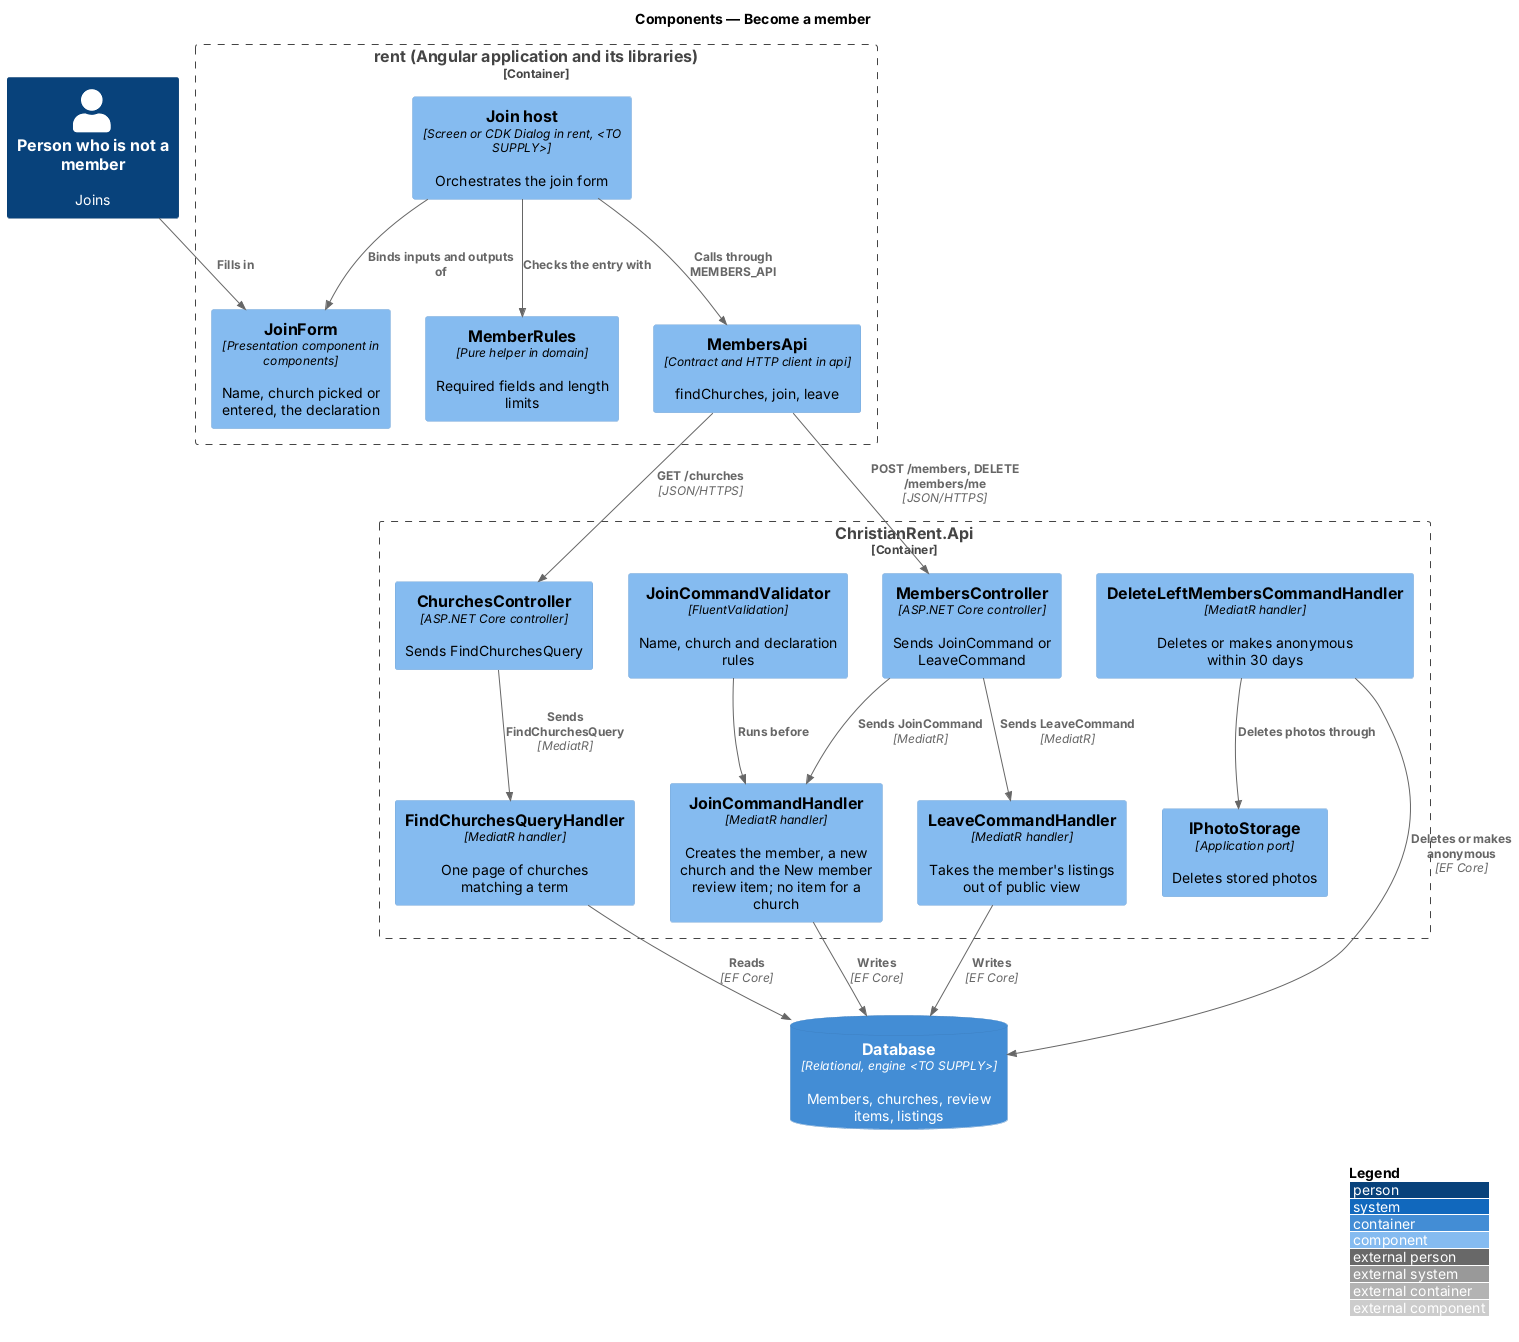 Components — Become a member
rent (Angular application and its libraries)
[Container]
Person who is not a
member
Joins
Join host
[Screen or CDK Dialog in rent, <TO
SUPPLY>]
Orchestrates the join form
Fills in
Binds inputs and outputs
of
Checks the entry with
Calls through
MEMBERS_API
JoinForm
[Presentation component in
components]
Name, church picked or
entered, the declaration
MemberRules
[Pure helper in domain]
Required fields and length
limits
MembersApi
[Contract and HTTP client in api]
findChurches, join, leave
GET /churches
[JSON/HTTPS]
POST /members, DELETE
/members/me
[JSON/HTTPS]
ChristianRent.Api
[Container]
ChurchesController
[ASP.NET Core controller]
Sends FindChurchesQuery
JoinCommandValidator
[FluentValidation]
Name, church and declaration
rules
MembersController
[ASP.NET Core controller]
Sends JoinCommand or
LeaveCommand
DeleteLeftMembersCommandHandler
[MediatR handler]
Deletes or makes anonymous
within 30 days
Sends
FindChurchesQuery
[MediatR]
Runs before
Sends JoinCommand
[MediatR]
Sends LeaveCommand
[MediatR]
Deletes photos through
Deletes or makes
anonymous
[EF Core]
FindChurchesQueryHandler
[MediatR handler]
One page of churches
matching a term
JoinCommandHandler
[MediatR handler]
Creates the member, a new
church and the New member
review item; no item for a
church
LeaveCommandHandler
[MediatR handler]
Takes the member's listings
out of public view
IPhotoStorage
[Application port]
Deletes stored photos
Reads
[EF Core]
Writes
[EF Core]
Writes
[EF Core]
Database
[Relational, engine <TO SUPPLY>]
Members, churches, review
items, listings
Legend
person
system
container
component
external person
external system
external container
external component